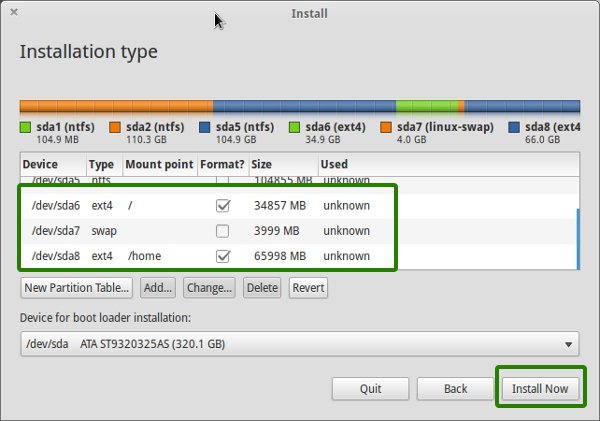 Install
Installation type
sda1 (ntfs) sda2 (ntfs) sda5 (ntfs) sda6 (ext4) sda7 (linux-swap) sda8 (ext4
104.9 MB 110.3 GB 104.9 GB 34.9 GB 4.0 GB 66.0 GB
Device Type Mount point Format? Size Used
/dev/sda5 ntfs 104855 MB unknown
/dev/sda6 ext4 / 34857 MB unknown
/dev/sda7 swap 3999 MB unknown
/dev/sda8 ext4 /home 65998 MB unknown
New Partition Table... Add... Change... Delete Revert
Device for boot loader installation:
/dev/sda ATA ST9320325AS (320.1 GB)
Quit Back Install Now